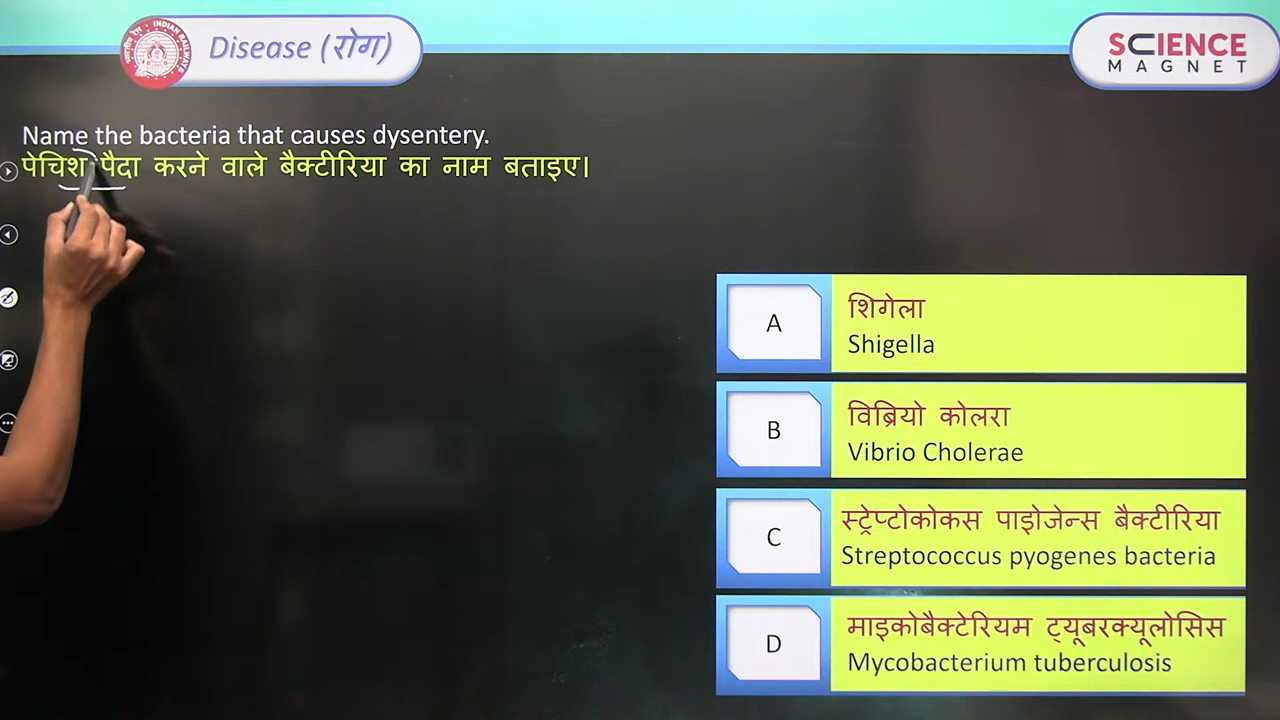 Disease (रोग)
SCIENCE
MAGNET
Name the bacteria that causes dysentery.
पेचिश पैदा करने वाले बैक्टीरिया का नाम बताइए।
A
शिगेला
Shigella
B
विब्रियो कोलरा
Vibrio Cholerae
C
स्ट्रेप्टोकोकस पाइोजेन्स बैक्टीरिया
Streptococcus pyogenes bacteria
D
माइकोबैक्टेरियम ट्यूबरक्यूलोसिस
Mycobacterium tuberculosis